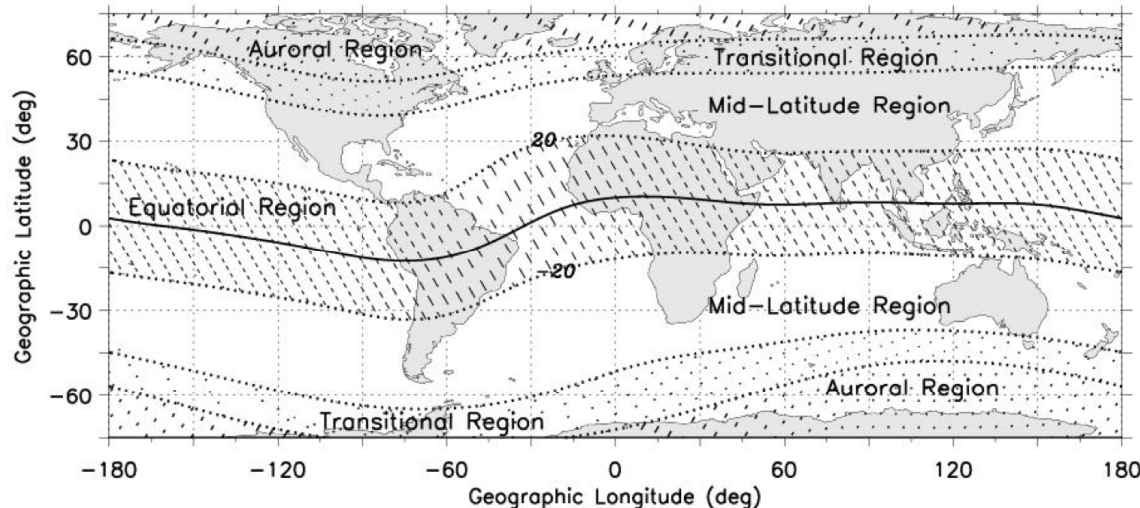 60
30
0
-30
-60
Geographic Latitude (deg)
Auroral Region
Transitional Region
Mid-Latitude Region
20
Equatorial Region
-20
Mid-Latitude Region
Auroral Region
Transitional Region
-180
-120
-60
0
60
120
180
Geographic Longitude (deg)